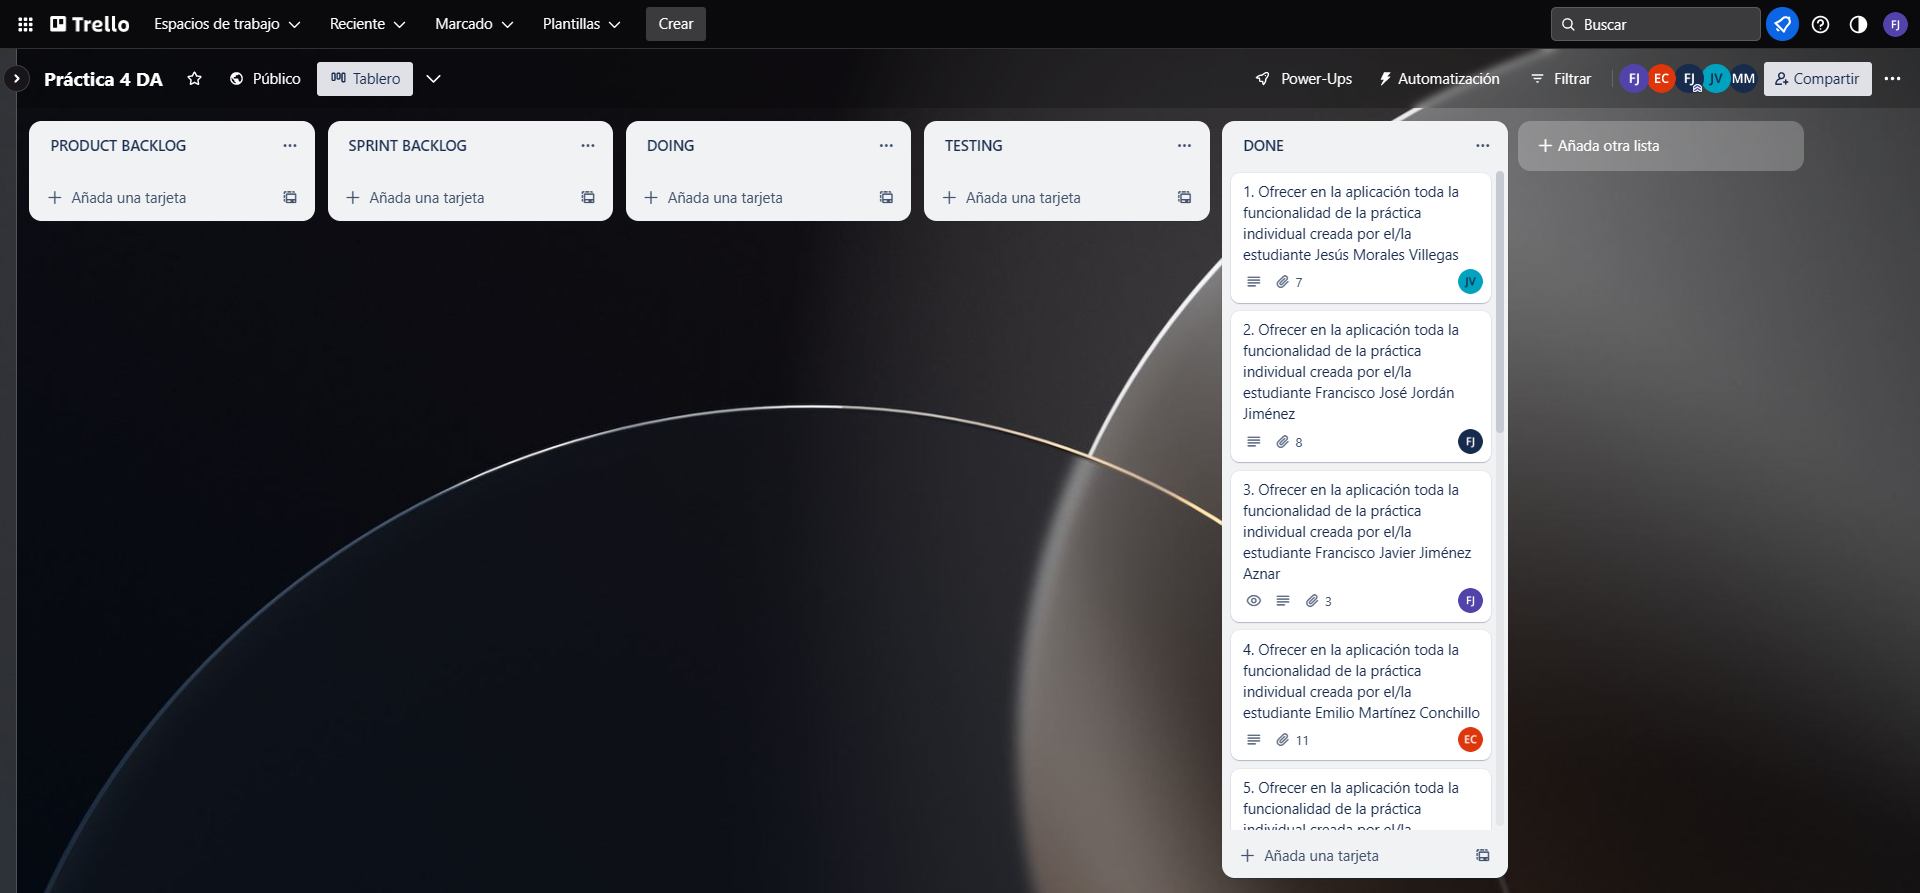 Trello
Espacios de trabajo
Reciente
Marcado
Plantillas
Crear
Buscar
FJ
Práctica 4 DA
Público
Tablero
Power-Ups
Automatización
Filtrar
FJ
EC
FJ
JV
MM
Compartir
PRODUCT BACKLOG
Añada una tarjeta
SPRINT BACKLOG
Añada una tarjeta
DOING
Añada una tarjeta
TESTING
Añada una tarjeta
DONE
1. Ofrecer en la aplicación toda la
funcionalidad de la práctica
individual creada por el/la
estudiante Jesús Morales Villegas
7
JV
2. Ofrecer en la aplicación toda la
funcionalidad de la práctica
individual creada por el/la
estudiante Francisco José Jordán
Jiménez
8
FJ
3. Ofrecer en la aplicación toda la
funcionalidad de la práctica
individual creada por el/la
estudiante Francisco Javier Jiménez
Aznar
3
FJ
4. Ofrecer en la aplicación toda la
funcionalidad de la práctica
individual creada por el/la
estudiante Emilio Martínez Conchillo
11
EC
5. Ofrecer en la aplicación toda la
funcionalidad de la práctica
individual creada por el/la
Añada una tarjeta
Añada otra lista